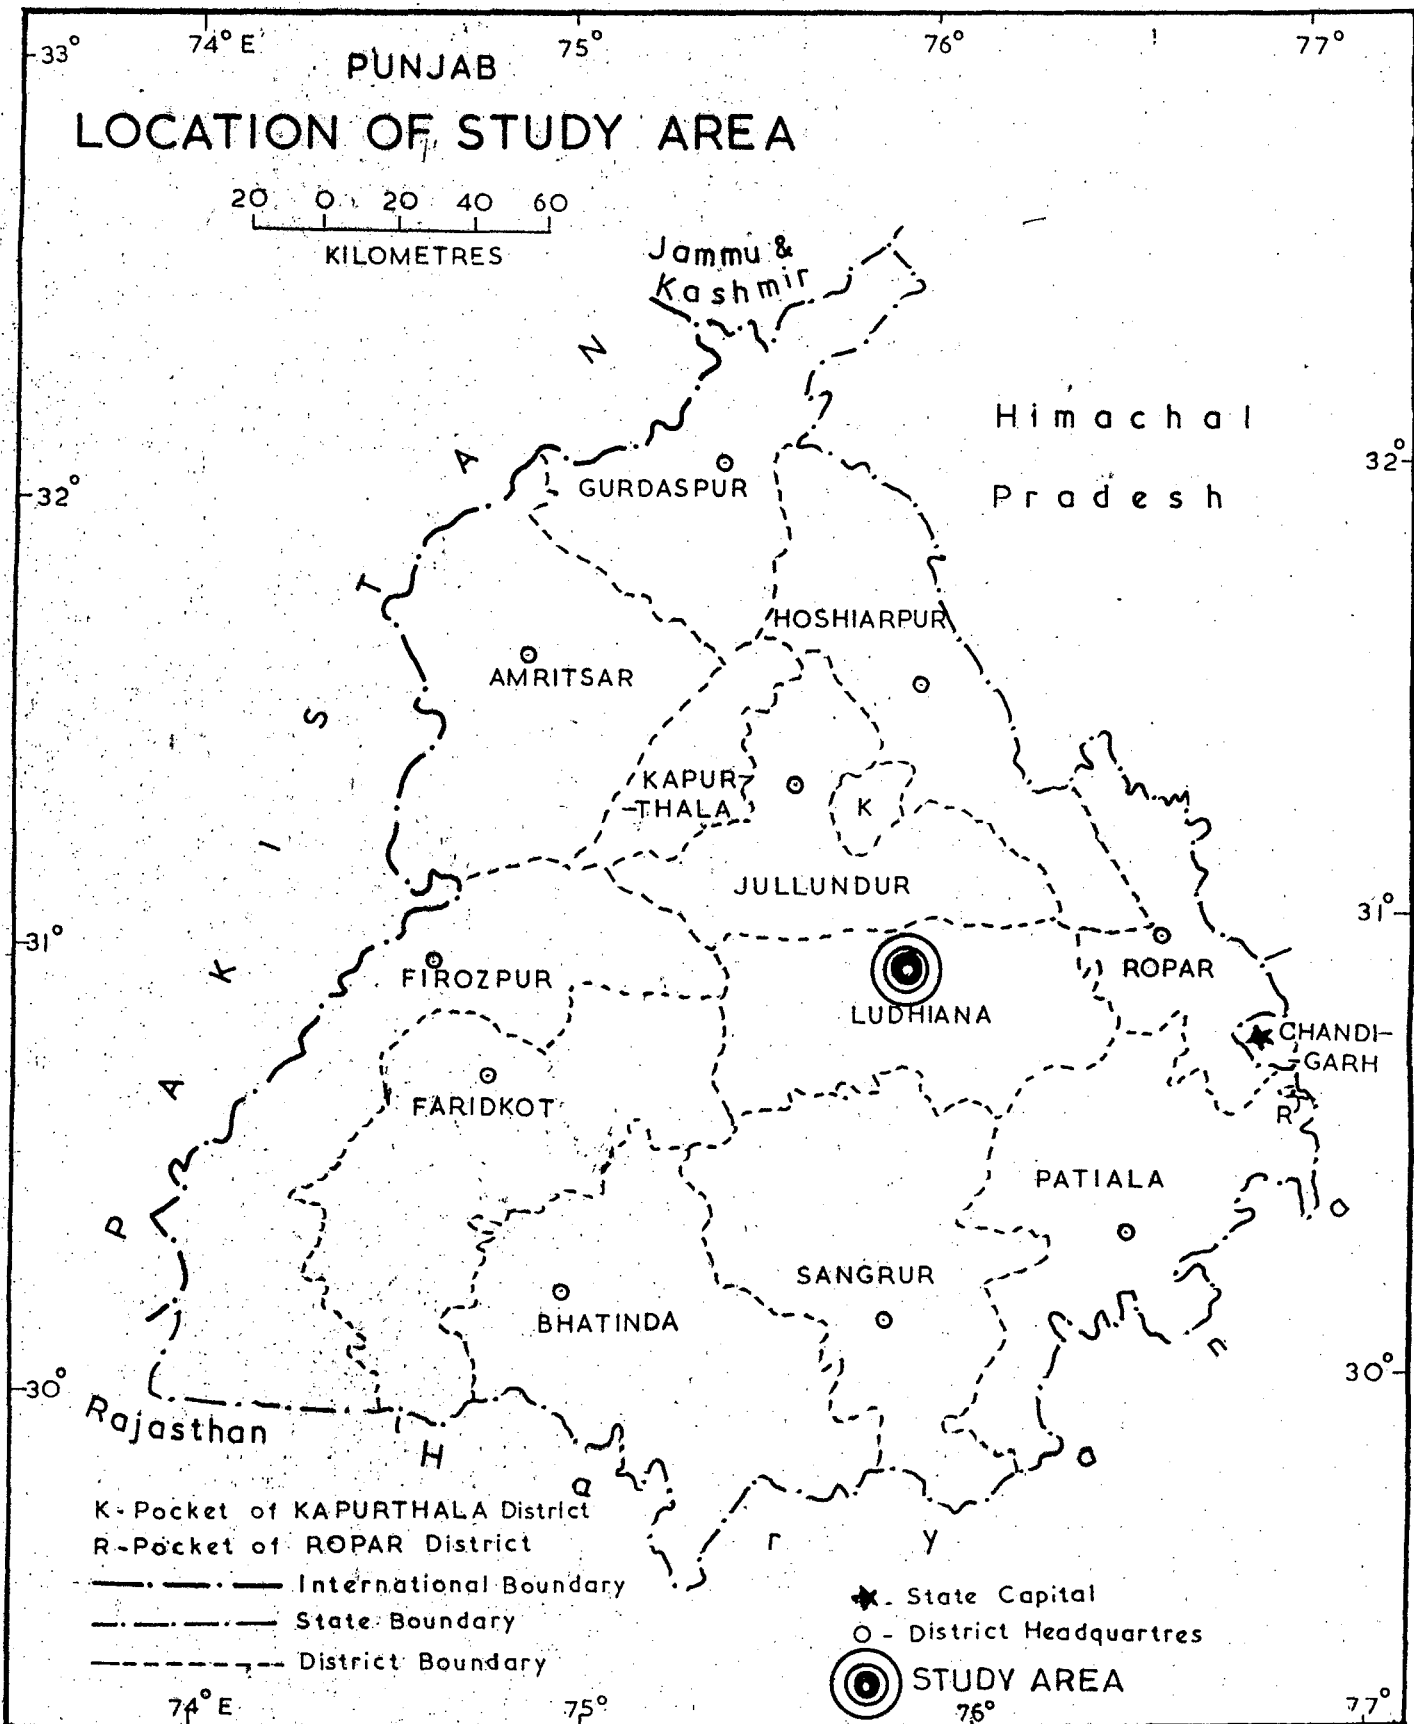 74° E 75° 76° 77°
33°
PUNJAB
LOCATION OF STUDY AREA
20 0 20 40 60
KILOMETRES
Jammu &
Kashmir
Himachal
Pradesh
32°
32°
PAKISTAN
GURDASPUR
HOSHIARPUR
AMRITSAR
KAPUR
-THALA
K
JULLUNDUR
31°
31°
FIROZPUR
ROPAR
LUDHIANA
CHANDI-
-GARH
FARIDKOT
R
PATIALA
SANGRUR
BHATINDA
30°
30°
Rajasthan
Haryana
K-Pocket of KAPURTHALA District
R-Pocket of ROPAR District
International Boundary
State Boundary
District Boundary
- State Capital
- District Headquartres
STUDY AREA
74° E 75° 76° 77°